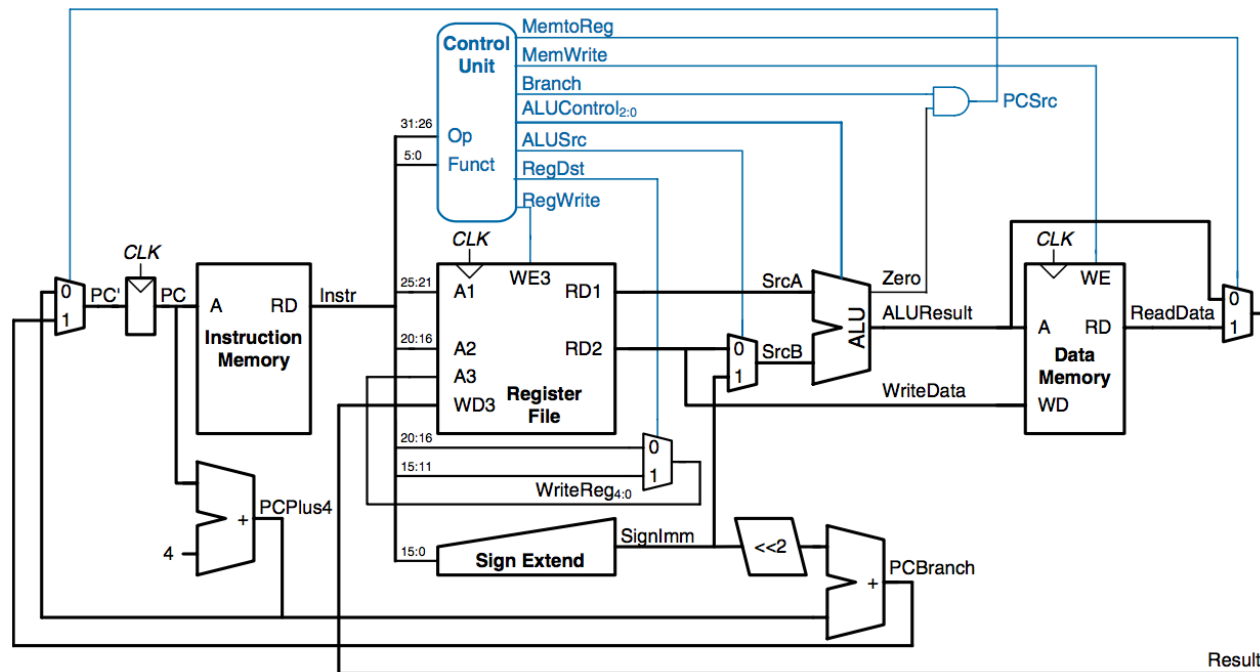 MemtoReg
Control
Unit
MemWrite
Branch
PCSrc
ALUControl2:0
31:26
Op
ALUSrc
5:0
Funct
RegDst
RegWrite
CLK
CLK
CLK
0
1
PC'
PC
A
RD
Instruction
Memory
Instr
25:21
A1
WE3
RD1
SrcA
Zero
WE
20:16
A2
RD2
0
1
SrcB
ALU
ALUResult
A
RD
ReadData
0
1
A3
WD3
Register
File
Data
Memory
WriteData
WD
20:16
0
15:11
1
WriteReg4:0
PCPlus4
+
4
15:0
Sign Extend
SignImm
<<2
+
PCBranch
Result